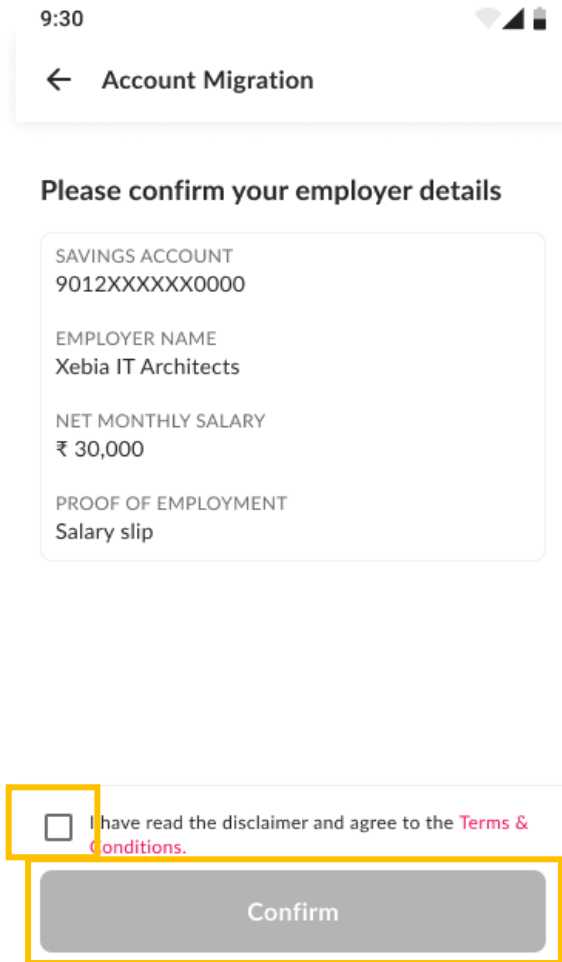 9:30
Account Migration
Please confirm your employer details
SAVINGS ACCOUNT
9012XXXXXX0000
EMPLOYER NAME
Xebia IT Architects
NET MONTHLY SALARY
₹ 30,000
PROOF OF EMPLOYMENT
Salary slip
I have read the disclaimer and agree to the Terms &
Conditions.
Confirm